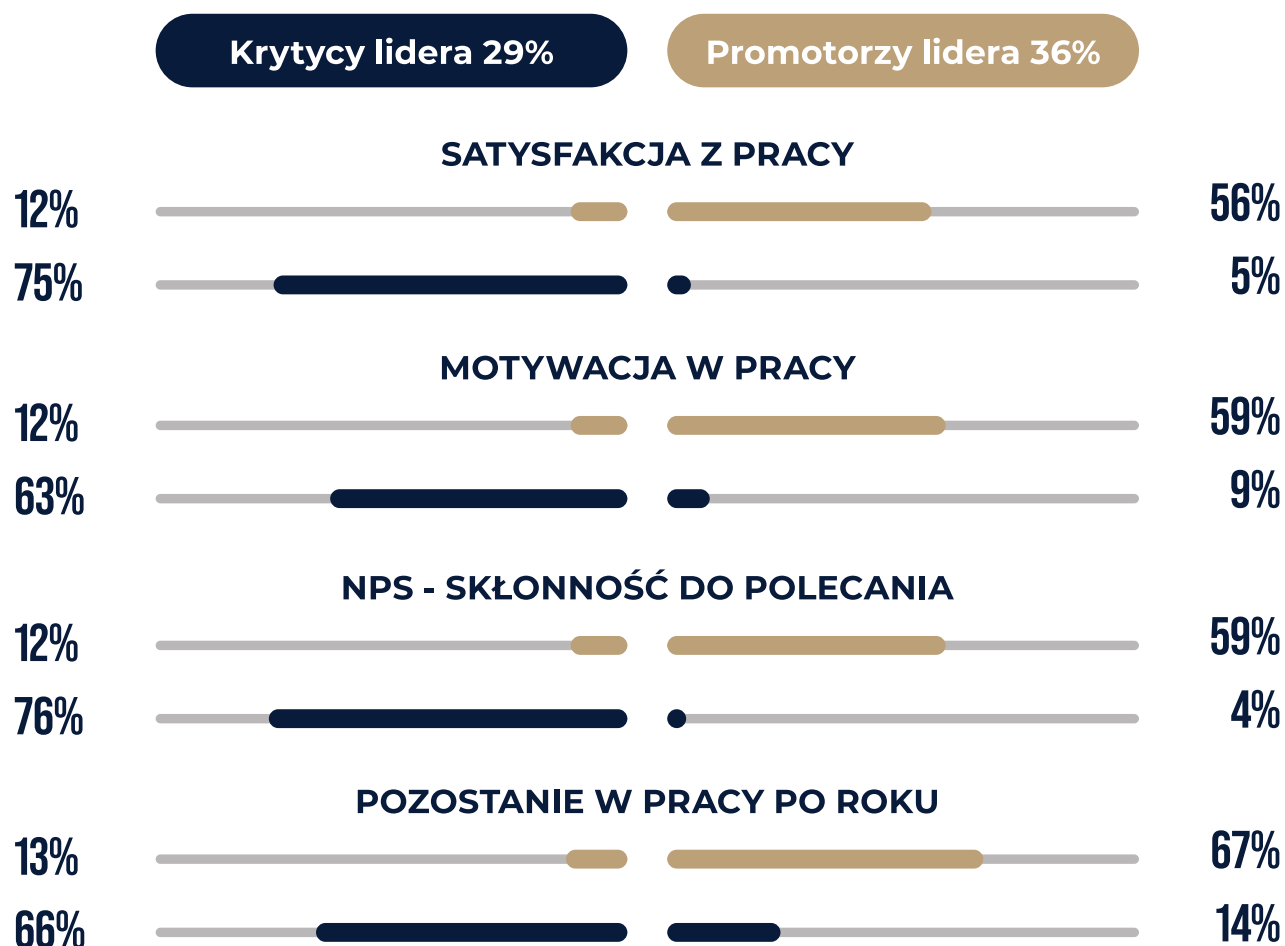 Krytycy lidera 29% Promotorzy lidera 36%
SATYSFAKCJA Z PRACY
12% 56%
75% 5%
MOTYWACJA W PRACY
12% 59%
63% 9%
NPS - SKŁONNOŚĆ DO POLECANIA
12% 59%
76% 4%
POZOSTANIE W PRACY PO ROKU
13% 67%
66% 14%